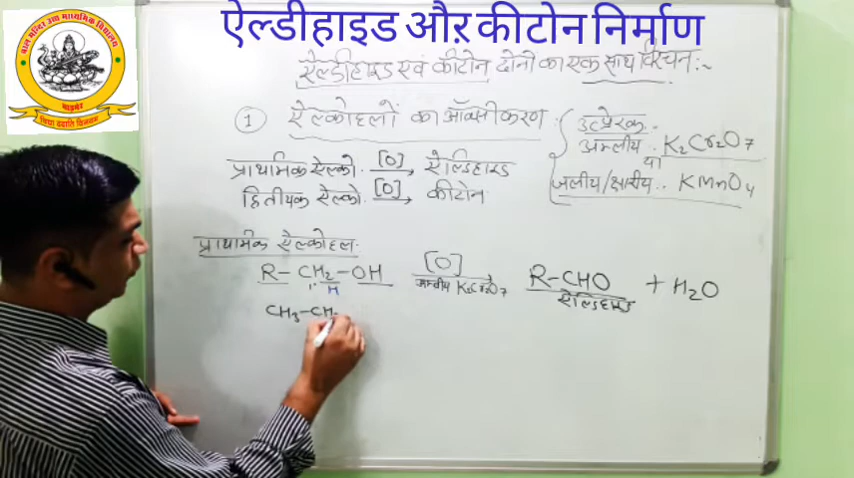 ऐल्डीहाइड और कीटोन निर्माण
ऐल्डीहाइड एवं कीटोन दोनों का एक साथ विरचन:~
① ऐल्कोहलों का ऑक्सीकरण
उत्प्रेरक.
अम्लीय . K₂Cr₂O₇
या
जलीय/क्षारीय.. KMnO₄
प्राथमिक ऐल्को. [O] → ऐल्डिहाइड
द्वितीयक ऐल्को. [O] → कीटोन
प्राथमिक ऐल्कोहल.
R-CH₂-OH [O] अम्लीय K₂Cr₂O₇ R-CHO + H₂O
H ऐल्डिहाइड
CH₃-CH₂